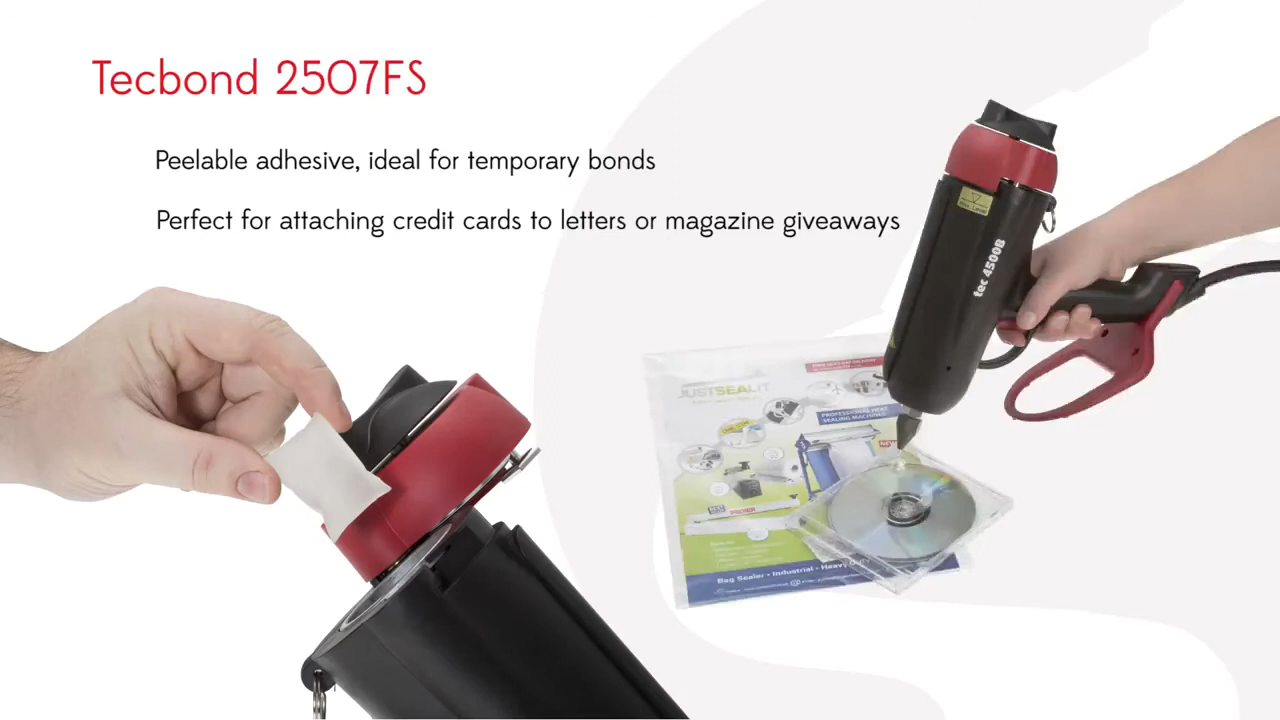 Tecbond 2507FS
Peelable adhesive, ideal for temporary bonds
Perfect for attaching credit cards to letters or magazine giveaways
tec 4500B
JUSTSEALIT
PROFESSIONAL HEAT
SEALING MACHINES
NEW
Bag Sealer • Industrial • Heavy Duty